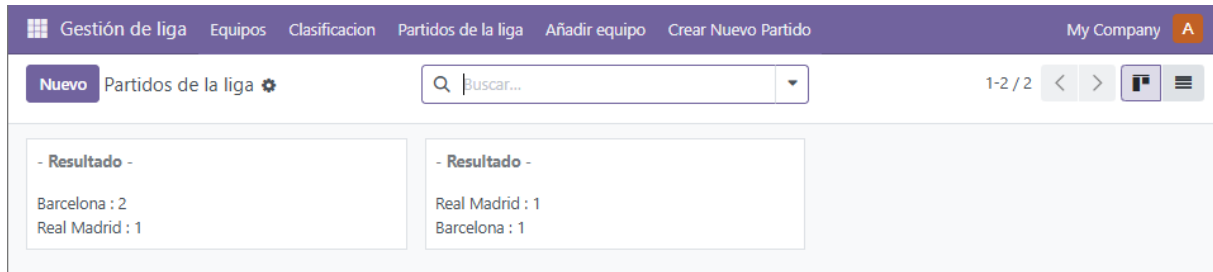 Gestión de liga Equipos Clasificacion Partidos de la liga Añadir equipo Crear Nuevo Partido My Company A
Nuevo Partidos de la liga Buscar... 1-2 / 2
- Resultado -
Barcelona : 2
Real Madrid : 1
- Resultado -
Real Madrid : 1
Barcelona : 1